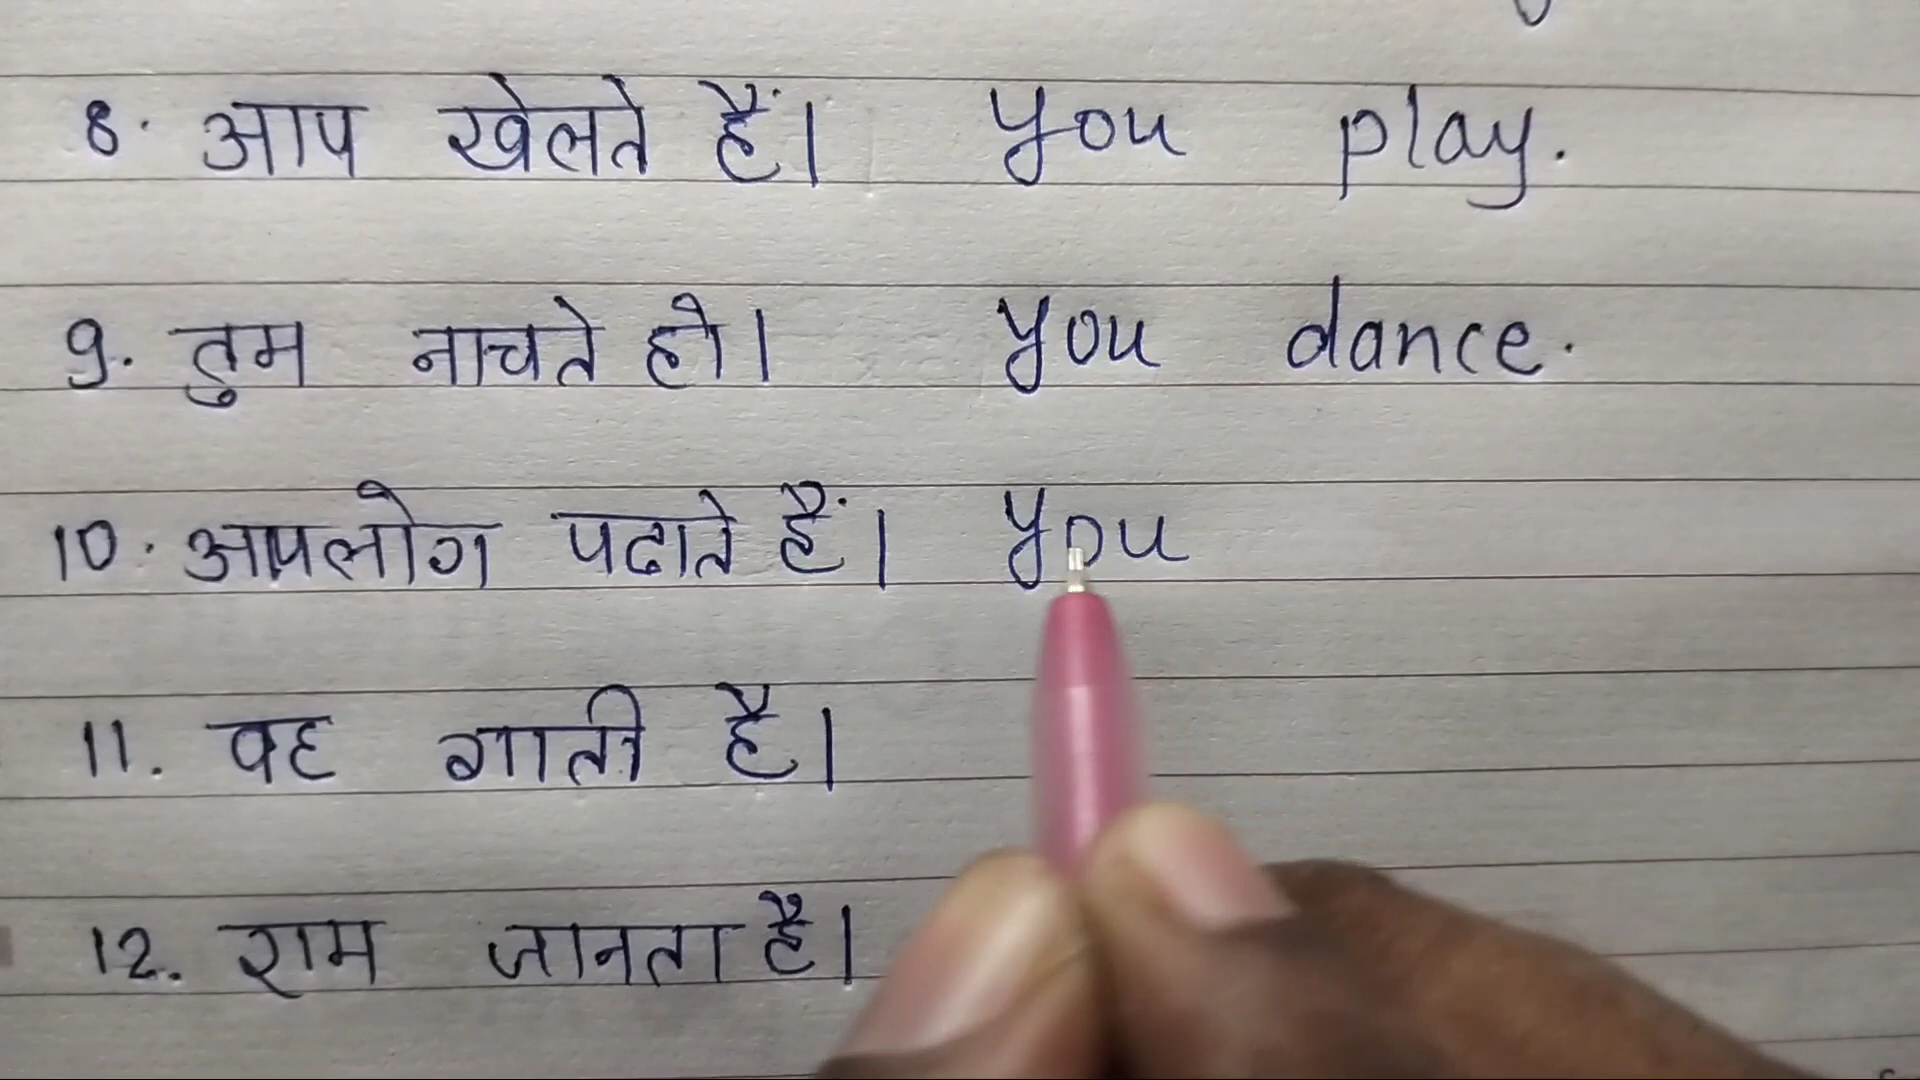 8. आप खेलते हैं। You play.
9. तुम नाचते हो। You dance.
10. आपलोग पढाते हैं। You
11. वह गाती है।
12. राम जानता है।